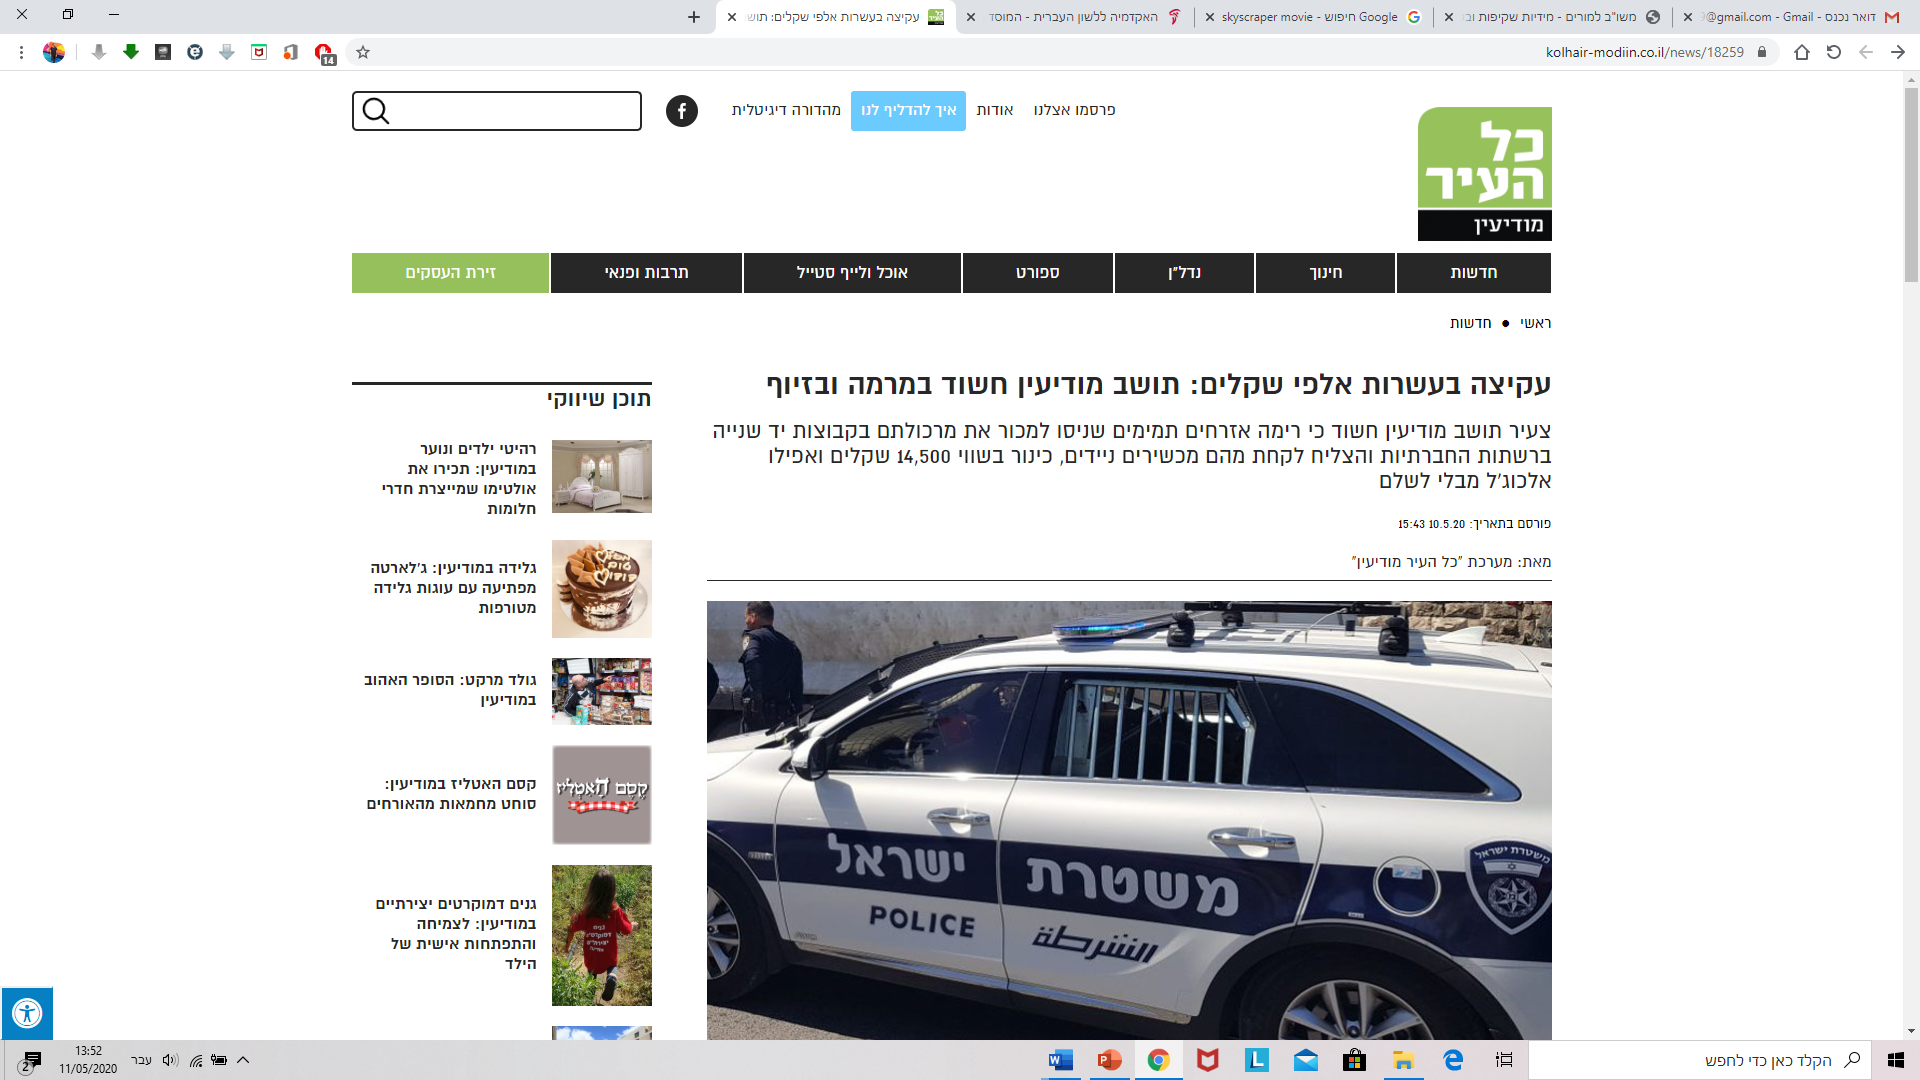 דואר נכנס - @gmail.com - Gmail
משו"ב למורים - מידיות שקיפות
skyscraper movie - חיפוש Google
האקדמיה ללשון העברית - המוסד
עקיצה בעשרות אלפי שקלים: תוש
kolhair-modiin.co.il/news/18259
14
פרסמו אצלנו
אודות
איך להדליף לנו
מהדורה דיגיטלית
כל
העיר
מודיעין
חדשות
חינוך
נדל"ן
ספורט
אוכל ולייף סטייל
תרבות ופנאי
זירת העסקים
ראשי • חדשות
עקיצה בעשרות אלפי שקלים: תושב מודיעין חשוד במרמה ובזיוף
צעיר תושב מודיעין חשוד כי רימה אזרחים תמימים שניסו למכור את מרכולתם בקבוצות יד שנייה
ברשתות החברתיות והצליח לקחת מהם מכשירים ניידים, כינור בשווי 14,500 שקלים ואפילו
אלכוג'ל מבלי לשלם
פורסם בתאריך: 10.5.20 15:43
מאת: מערכת "כל העיר מודיעין"
משטרת ישראל
POLICE
الشرطة
משטרת ישראל
תוכן שיווקי
רהיטי ילדים ונוער
במודיעין: תכירו את
אולטימו שמייצרת חדרי
חלומות
גלידה במודיעין: ג'לארטה
מפתיעה עם עוגות גלידה
מטורפות
גולד מרקט: הסופר האהוב
במודיעין
קסם האטליז במודיעין:
סוחט מחמאות מהאורחים
קֶסֶם הָאִטְלִיז
גנים דמוקרטים יצירתיים
במודיעין: לצמיחה
והתפתחות אישית של
הילד
הקלד כאן כדי לחפש
עבר
13:52
11/05/2020
2